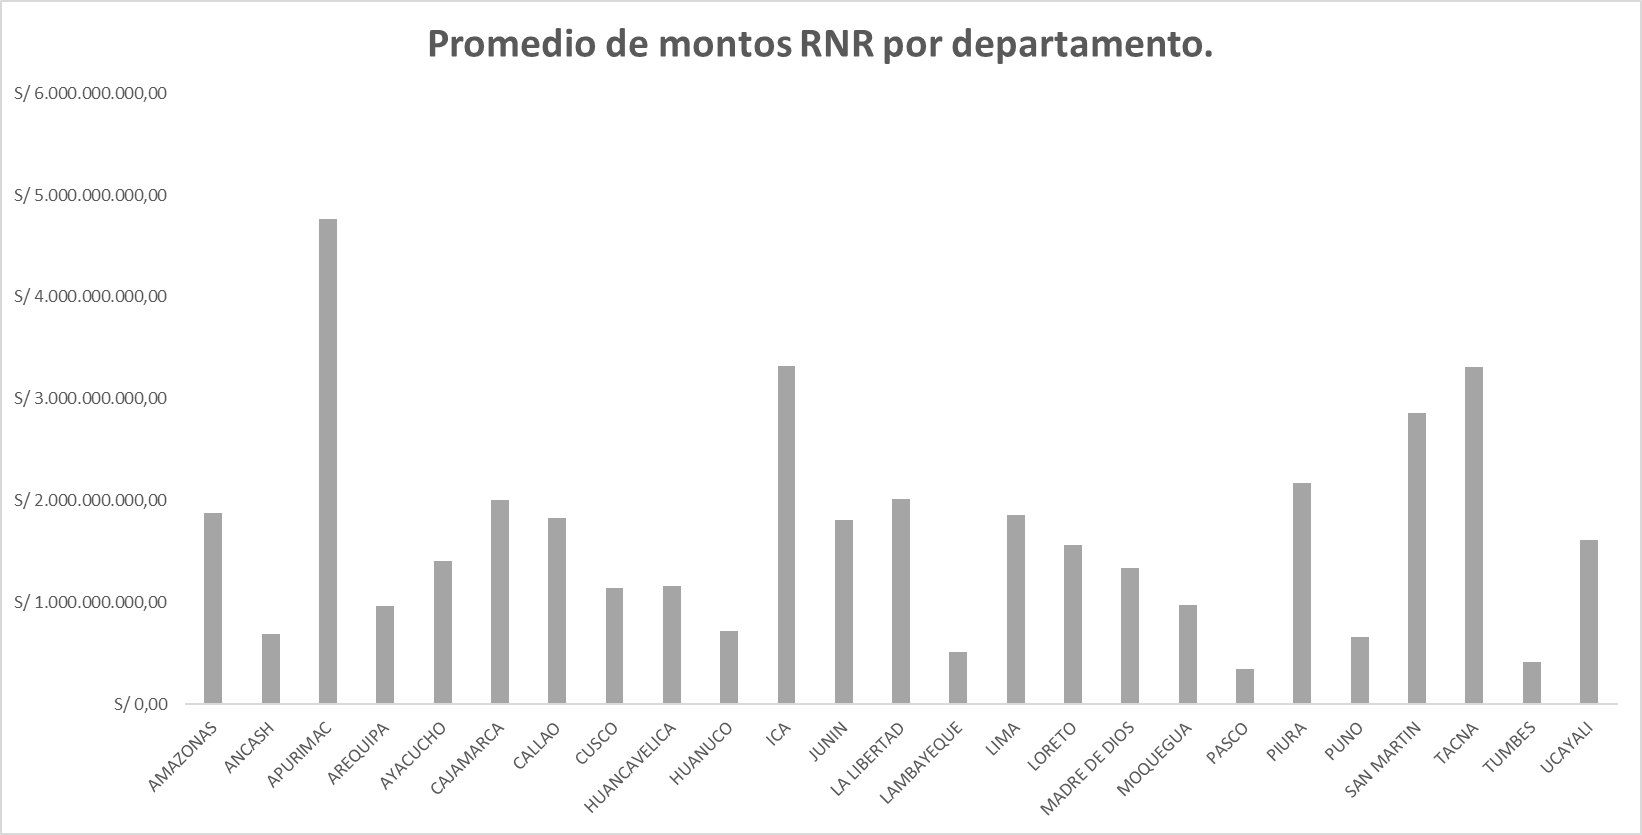 Promedio de montos RNR por departamento.
S/ 6.000.000.000,00
S/ 5.000.000.000,00
S/ 4.000.000.000,00
S/ 3.000.000.000,00
S/ 2.000.000.000,00
S/ 1.000.000.000,00
S/ 0,00
AMAZONAS
ANCASH
APURIMAC
AREQUIPA
AYACUCHO
CAJAMARCA
CALLAO
CUSCO
HUANCAVELICA
HUANUCO
ICA
JUNIN
LA LIBERTAD
LAMBAYEQUE
LIMA
LORETO
MADRE DE DIOS
MOQUEGUA
PASCO
PIURA
PUNO
SAN MARTIN
TACNA
TUMBES
UCAYALI